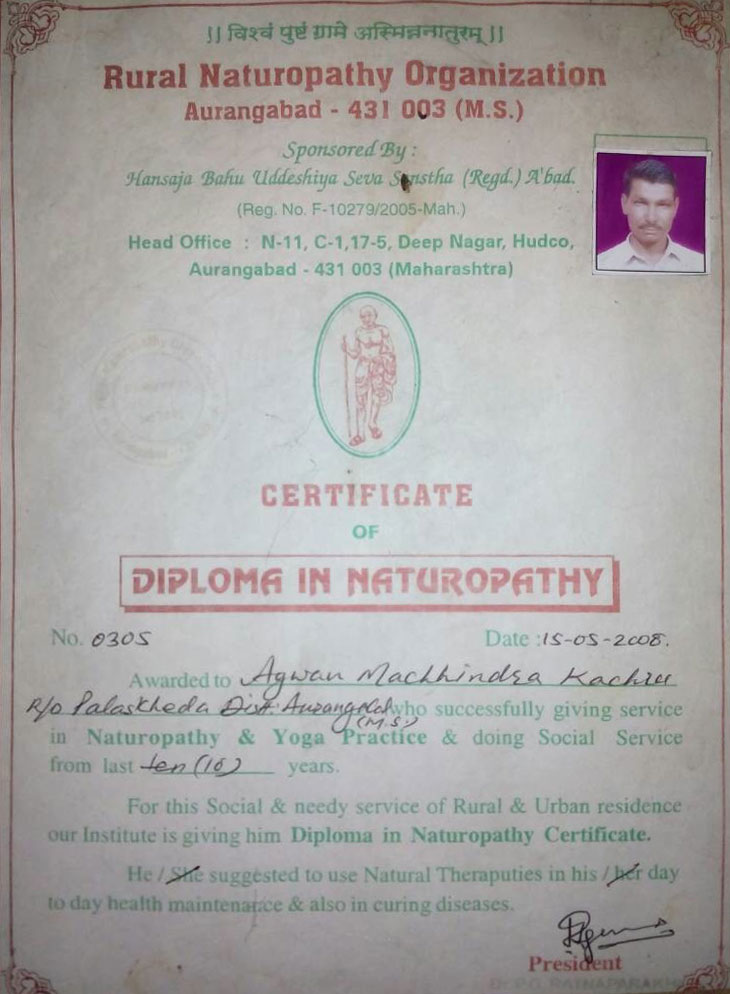 || विश्वं पुष्टं ग्रामे अस्मिन्ननातुरम् ||
Rural Naturopathy Organization
Aurangabad - 431 003 (M.S.)
Sponsored By :
Hansaja Bahu Uddeshiya Seva Sanstha (Regd.) A'bad.
(Reg. No. F-10279/2005-Mah.)
Head Office : N-11, C-1,17-5, Deep Nagar, Hudco,
Aurangabad - 431 003 (Maharashtra)
CERTIFICATE
OF
DIPLOMA IN NATUROPATHY
No. 0305 Date :15-05-2008.
Awarded to Agwan Machhindra Kachru
R/o Palaskheda Dist. Aurangabad (M.S.) who successfully giving service
in Naturopathy & Yoga Practice & doing Social Service
from last ten (10) years.
For this Social & needy service of Rural & Urban residence
our Institute is giving him Diploma in Naturopathy Certificate.
He / She suggested to use Natural Theraputies in his / her day
to day health maintenance & also in curing diseases.
President